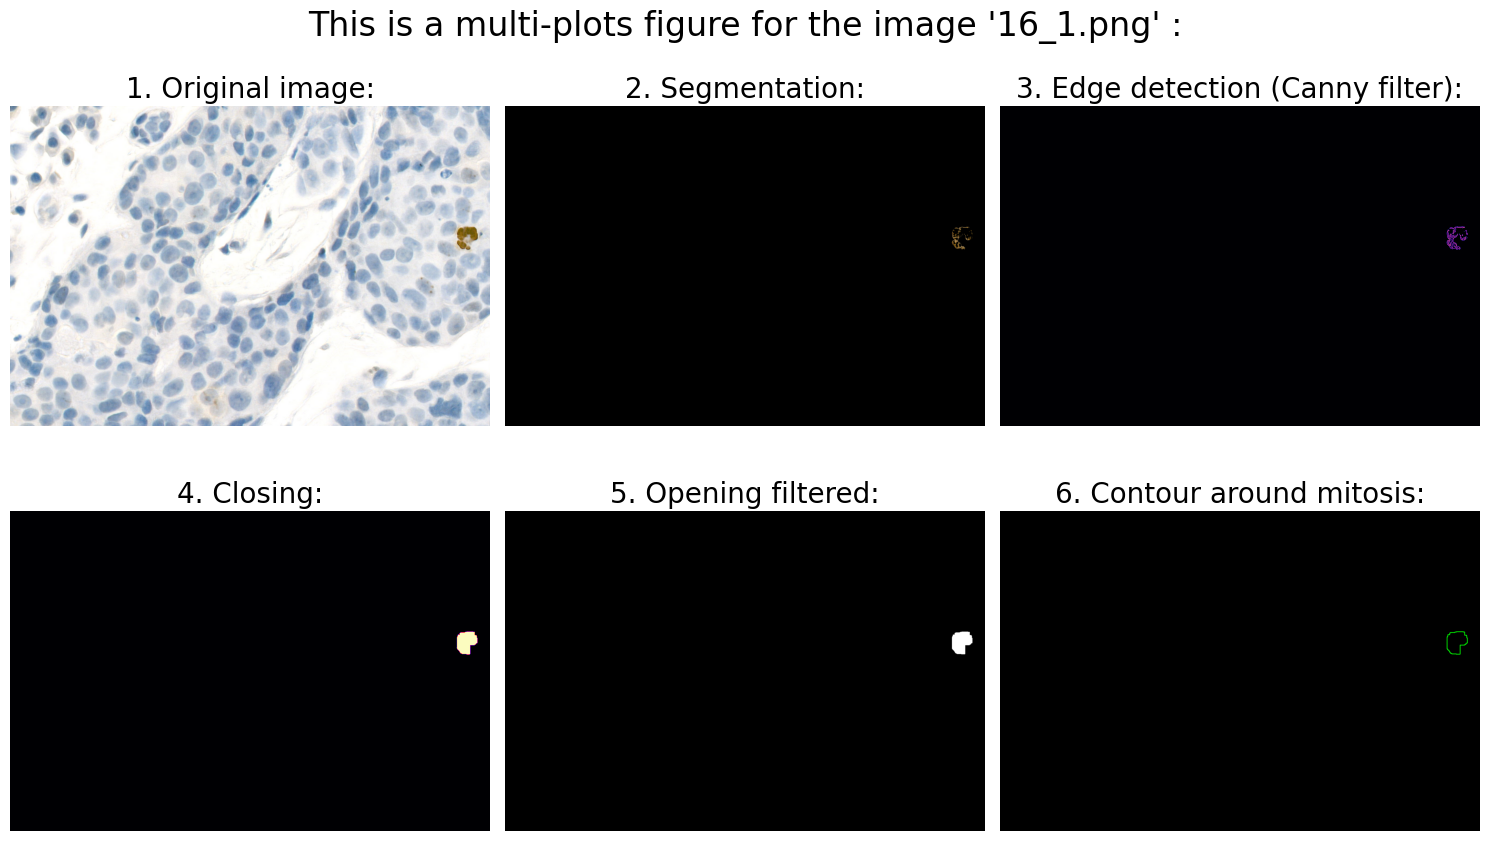 This is a multi-plots figure for the image '16_1.png' :
1. Original image:
2. Segmentation:
3. Edge detection (Canny filter):
4. Closing:
5. Opening filtered:
6. Contour around mitosis: